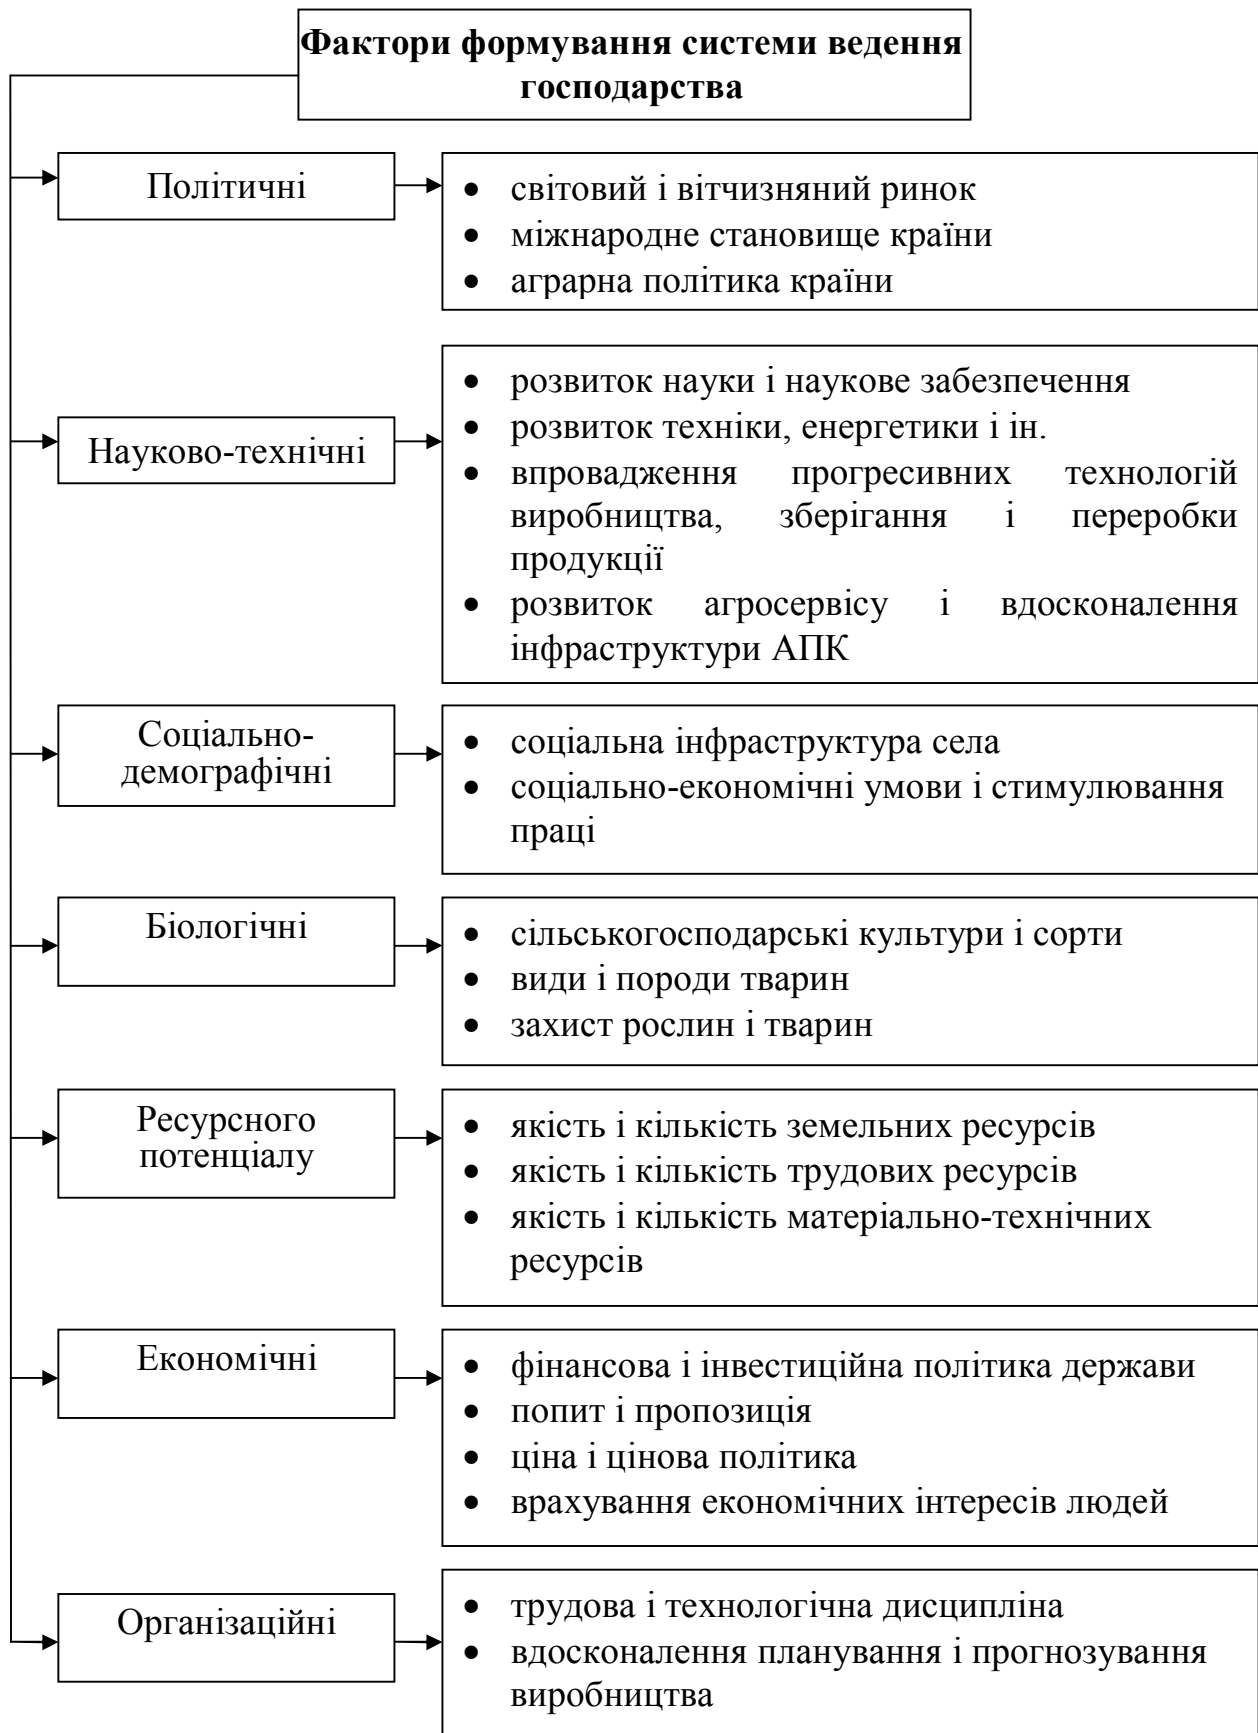 Фактори формування системи ведення
господарства
Політичні
• світовий і вітчизняний ринок
• міжнародне становище країни
• аграрна політика країни
Науково-технічні
• розвиток науки і наукове забезпечення
• розвиток техніки, енергетики і ін.
• впровадження прогресивних технологій
виробництва, зберігання і переробки
продукції
• розвиток агросервісу і вдосконалення
інфраструктури АПК
Соціально-
демографічні
• соціальна інфраструктура села
• соціально-економічні умови і стимулювання
праці
Біологічні
• сільськогосподарські культури і сорти
• види і породи тварин
• захист рослин і тварин
Ресурсного
потенціалу
• якість і кількість земельних ресурсів
• якість і кількість трудових ресурсів
• якість і кількість матеріально-технічних
ресурсів
Економічні
• фінансова і інвестиційна політика держави
• попит і пропозиція
• ціна і цінова політика
• врахування економічних інтересів людей
Організаційні
• трудова і технологічна дисципліна
• вдосконалення планування і прогнозування
виробництва